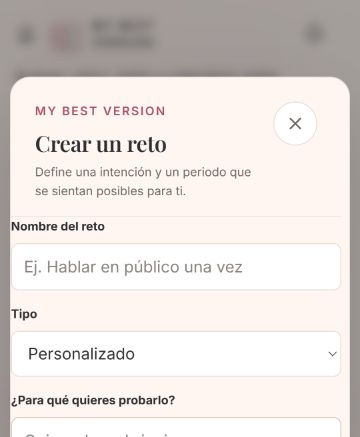 MY BEST VERSION
Crear un reto
Define una intención y un periodo que
se sientan posibles para ti.
Nombre del reto
Ej. Hablar en público una vez
Tipo
Personalizado
¿Para qué quieres probarlo?